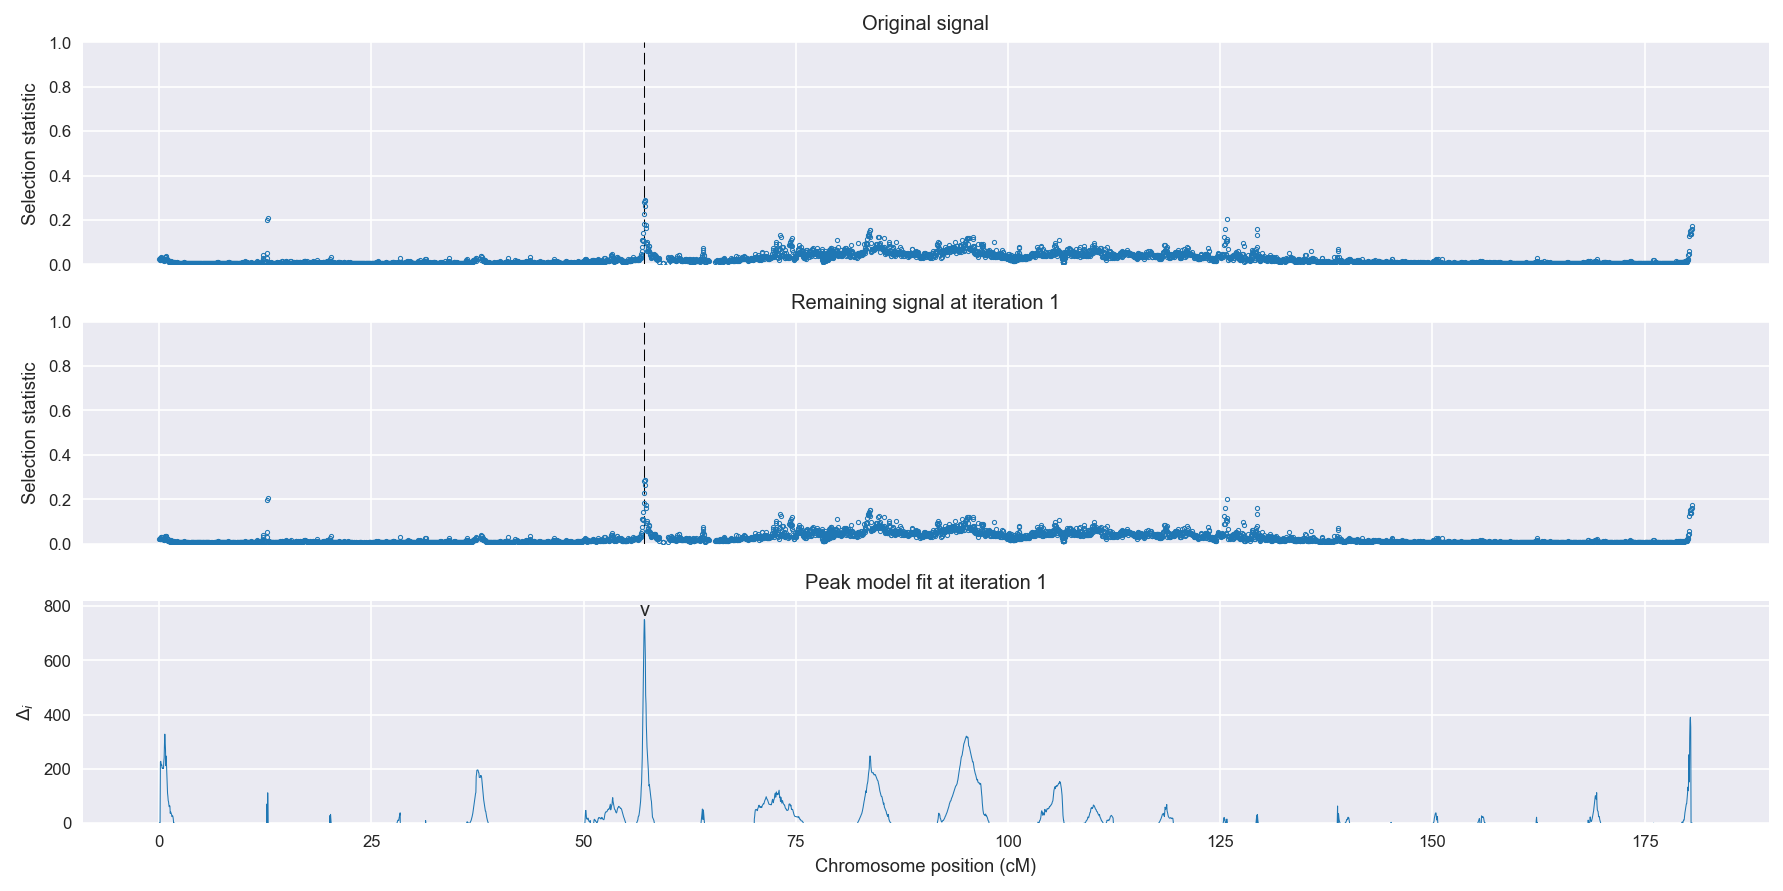 Original signal
Selection statistic
1.0
0.8
0.6
0.4
0.2
0.0
Remaining signal at iteration 1
Selection statistic
1.0
0.8
0.6
0.4
0.2
0.0
Peak model fit at iteration 1
Δi
800
600
400
200
0
v
0 25 50 75 100 125 150 175
Chromosome position (cM)